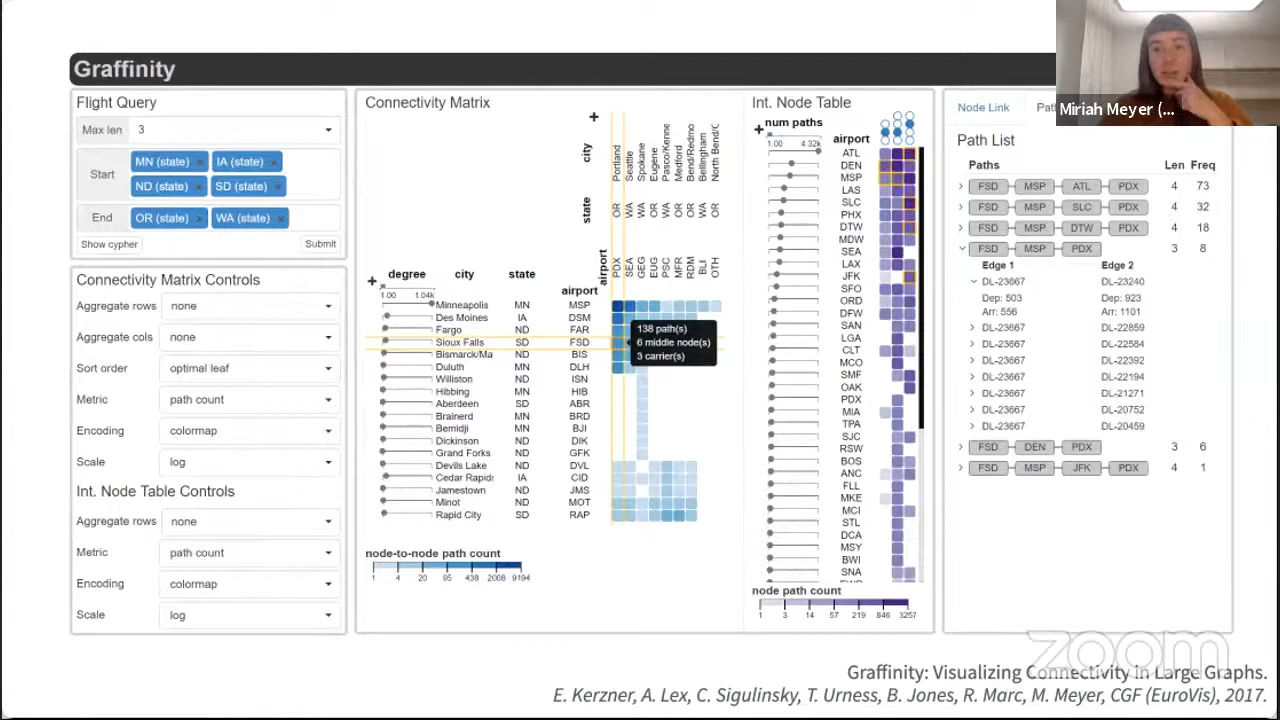 Graffinity
Miriah Meyer (...
Flight Query
Max len 3
Start MN (state) × IA (state) ×
ND (state) × SD (state) ×
End OR (state) × WA (state) ×
Show cypher Submit
Connectivity Matrix Controls
Aggregate rows none
Aggregate cols none
Sort order optimal leaf
Metric path count
Encoding colormap
Scale log
Int. Node Table Controls
Aggregate rows none
Metric path count
Encoding colormap
Scale log
Connectivity Matrix
+
city Portland Seattle Spokane Eugene Pasco/Kenne Medford Bend/Redmo Bellingham North Bend/C
state OR WA WA OR WA OR OR WA OR
airport PDX SEA GEG EUG PSC MFR RDM BLI OTH
+ degree city state airport
1.00 1.04k
Minneapolis MN MSP
Des Moines IA DSM
Fargo ND FAR
Sioux Falls SD FSD
Bismarck/Ma ND BIS
Duluth MN DLH
Williston ND ISN
Hibbing MN HIB
Aberdeen SD ABR
Brainerd MN BRD
Bemidji MN BJI
Dickinson ND DIK
Grand Forks ND GFK
Devils Lake ND DVL
Cedar Rapids IA CID
Jamestown ND JMS
Minot ND MOT
Rapid City SD RAP
138 path(s)
6 middle node(s)
3 carrier(s)
node-to-node path count
1 4 20 95 438 2008 9194
Int. Node Table
+ num paths airport
1.00 4.32k
ATL
DEN
MSP
LAS
SLC
PHX
DTW
MDW
SEA
LAX
JFK
SFO
ORD
DFW
SAN
LGA
CLT
MCO
SMF
OAK
PDX
MIA
TPA
SJC
RSW
BOS
ANC
FLL
MKE
MCI
STL
DCA
MSY
BWI
SNA
node path count
1 3 14 57 219 846 3257
Node Link
Path List
Paths Len Freq
FSD MSP ATL PDX 4 73
FSD MSP SLC PDX 4 32
FSD MSP DTW PDX 4 18
FSD MSP PDX 3 8
Edge 1 Edge 2
DL-23667 DL-23240
Dep: 503 Dep: 923
Arr: 556 Arr: 1101
DL-23667 DL-22859
DL-23667 DL-22584
DL-23667 DL-22392
DL-23667 DL-22194
DL-23667 DL-21271
DL-23667 DL-20752
DL-23667 DL-20459
FSD DEN PDX 3 6
FSD MSP JFK PDX 4 1
zoom
Graffinity: Visualizing Connectivity in Large Graphs.
E. Kerzner, A. Lex, C. Sigulinsky, T. Urness, B. Jones, R. Marc, M. Meyer, CGF (EuroVis), 2017.